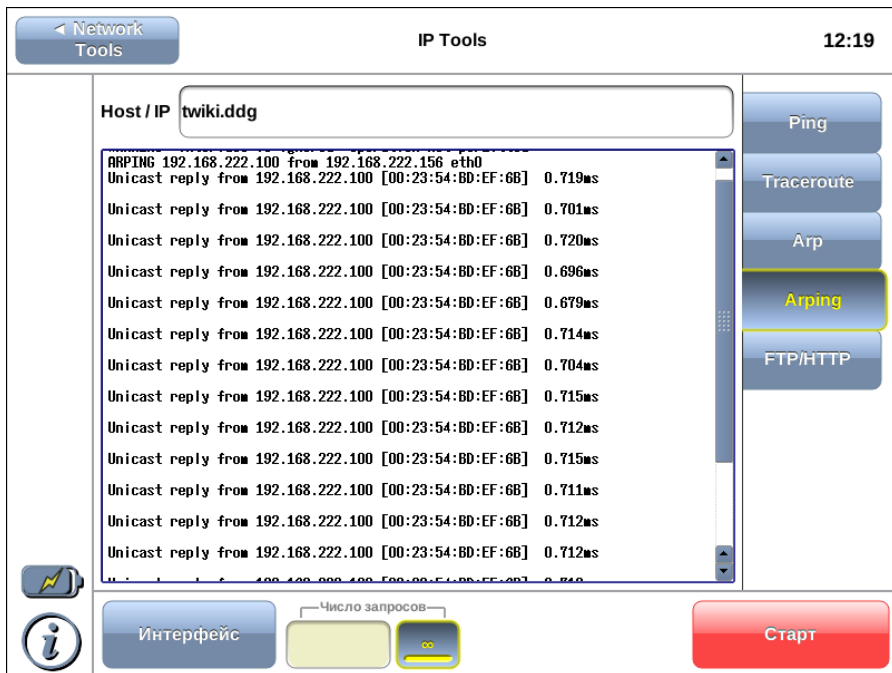 ◄ Network
Tools
IP Tools
12:19
Host / IP
twiki.ddg
ARPING 192.168.222.100 from 192.168.222.156 eth0
Unicast reply from 192.168.222.100 [00:23:54:BD:EF:6B] 0.719ms
Unicast reply from 192.168.222.100 [00:23:54:BD:EF:6B] 0.701ms
Unicast reply from 192.168.222.100 [00:23:54:BD:EF:6B] 0.720ms
Unicast reply from 192.168.222.100 [00:23:54:BD:EF:6B] 0.696ms
Unicast reply from 192.168.222.100 [00:23:54:BD:EF:6B] 0.679ms
Unicast reply from 192.168.222.100 [00:23:54:BD:EF:6B] 0.714ms
Unicast reply from 192.168.222.100 [00:23:54:BD:EF:6B] 0.704ms
Unicast reply from 192.168.222.100 [00:23:54:BD:EF:6B] 0.715ms
Unicast reply from 192.168.222.100 [00:23:54:BD:EF:6B] 0.712ms
Unicast reply from 192.168.222.100 [00:23:54:BD:EF:6B] 0.715ms
Unicast reply from 192.168.222.100 [00:23:54:BD:EF:6B] 0.711ms
Unicast reply from 192.168.222.100 [00:23:54:BD:EF:6B] 0.712ms
Unicast reply from 192.168.222.100 [00:23:54:BD:EF:6B] 0.712ms
Ping
Traceroute
Arp
Arping
FTP/HTTP
i
Интерфейс
Число запросов
∞
Старт